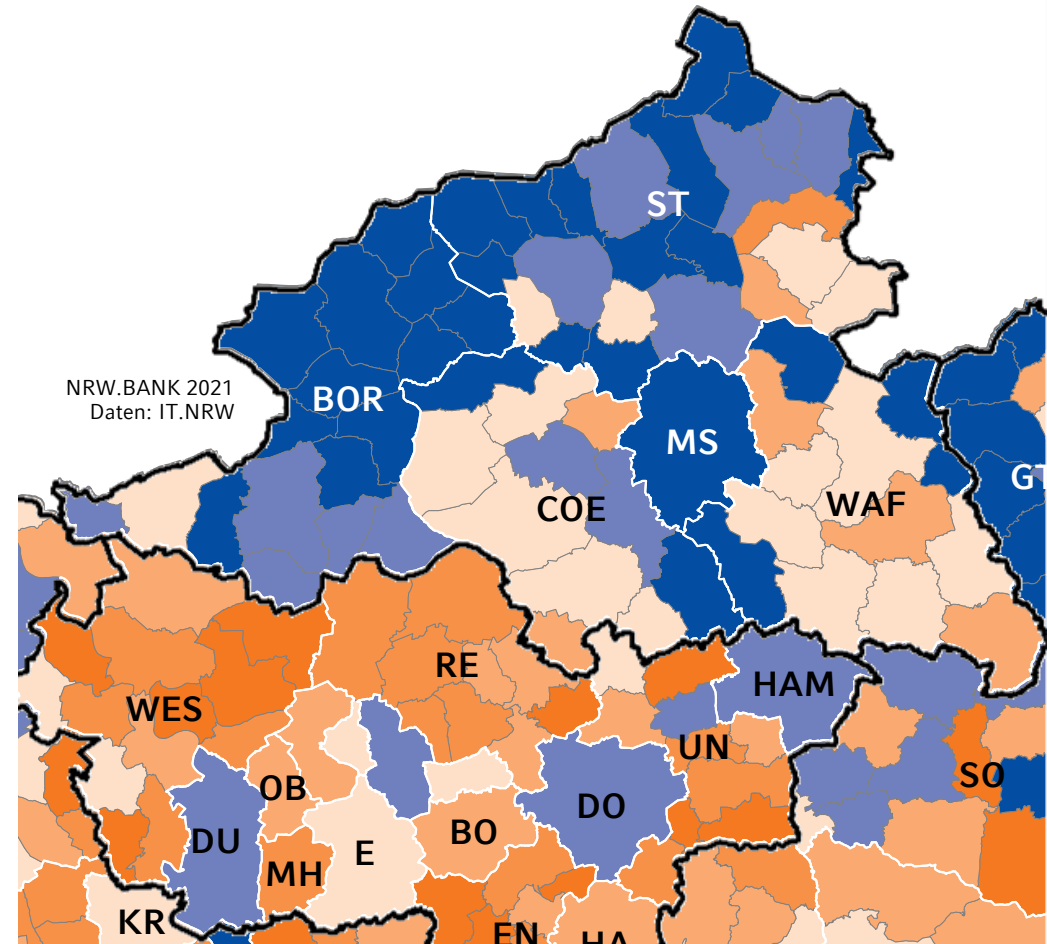 ST
NRW.BANK 2021
Daten: IT.NRW
BOR
MS
GT
COE
WAF
RE
HAM
WES
UN
SO
OB
DO
DU
BO
E
MH
KR
EN
HA